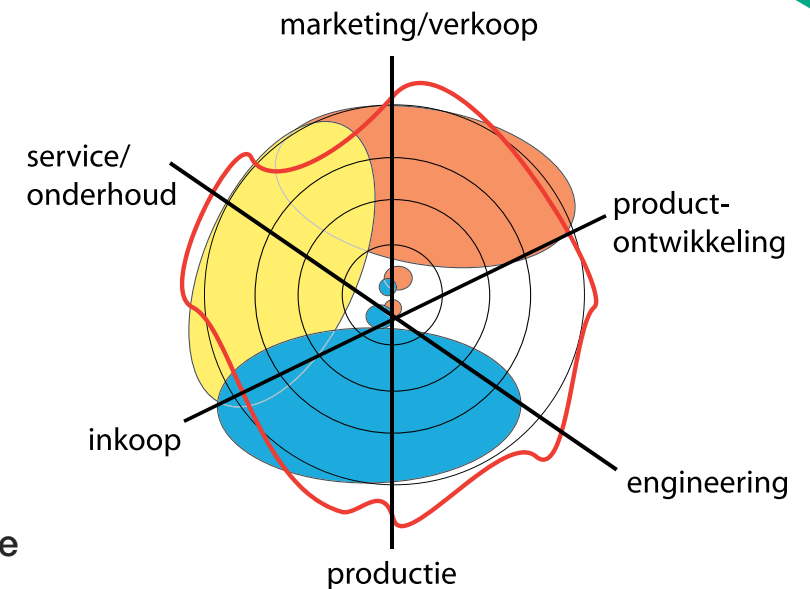 marketing/verkoop
service/
onderhoud
product-
ontwikkeling
inkoop
engineering
e
productie